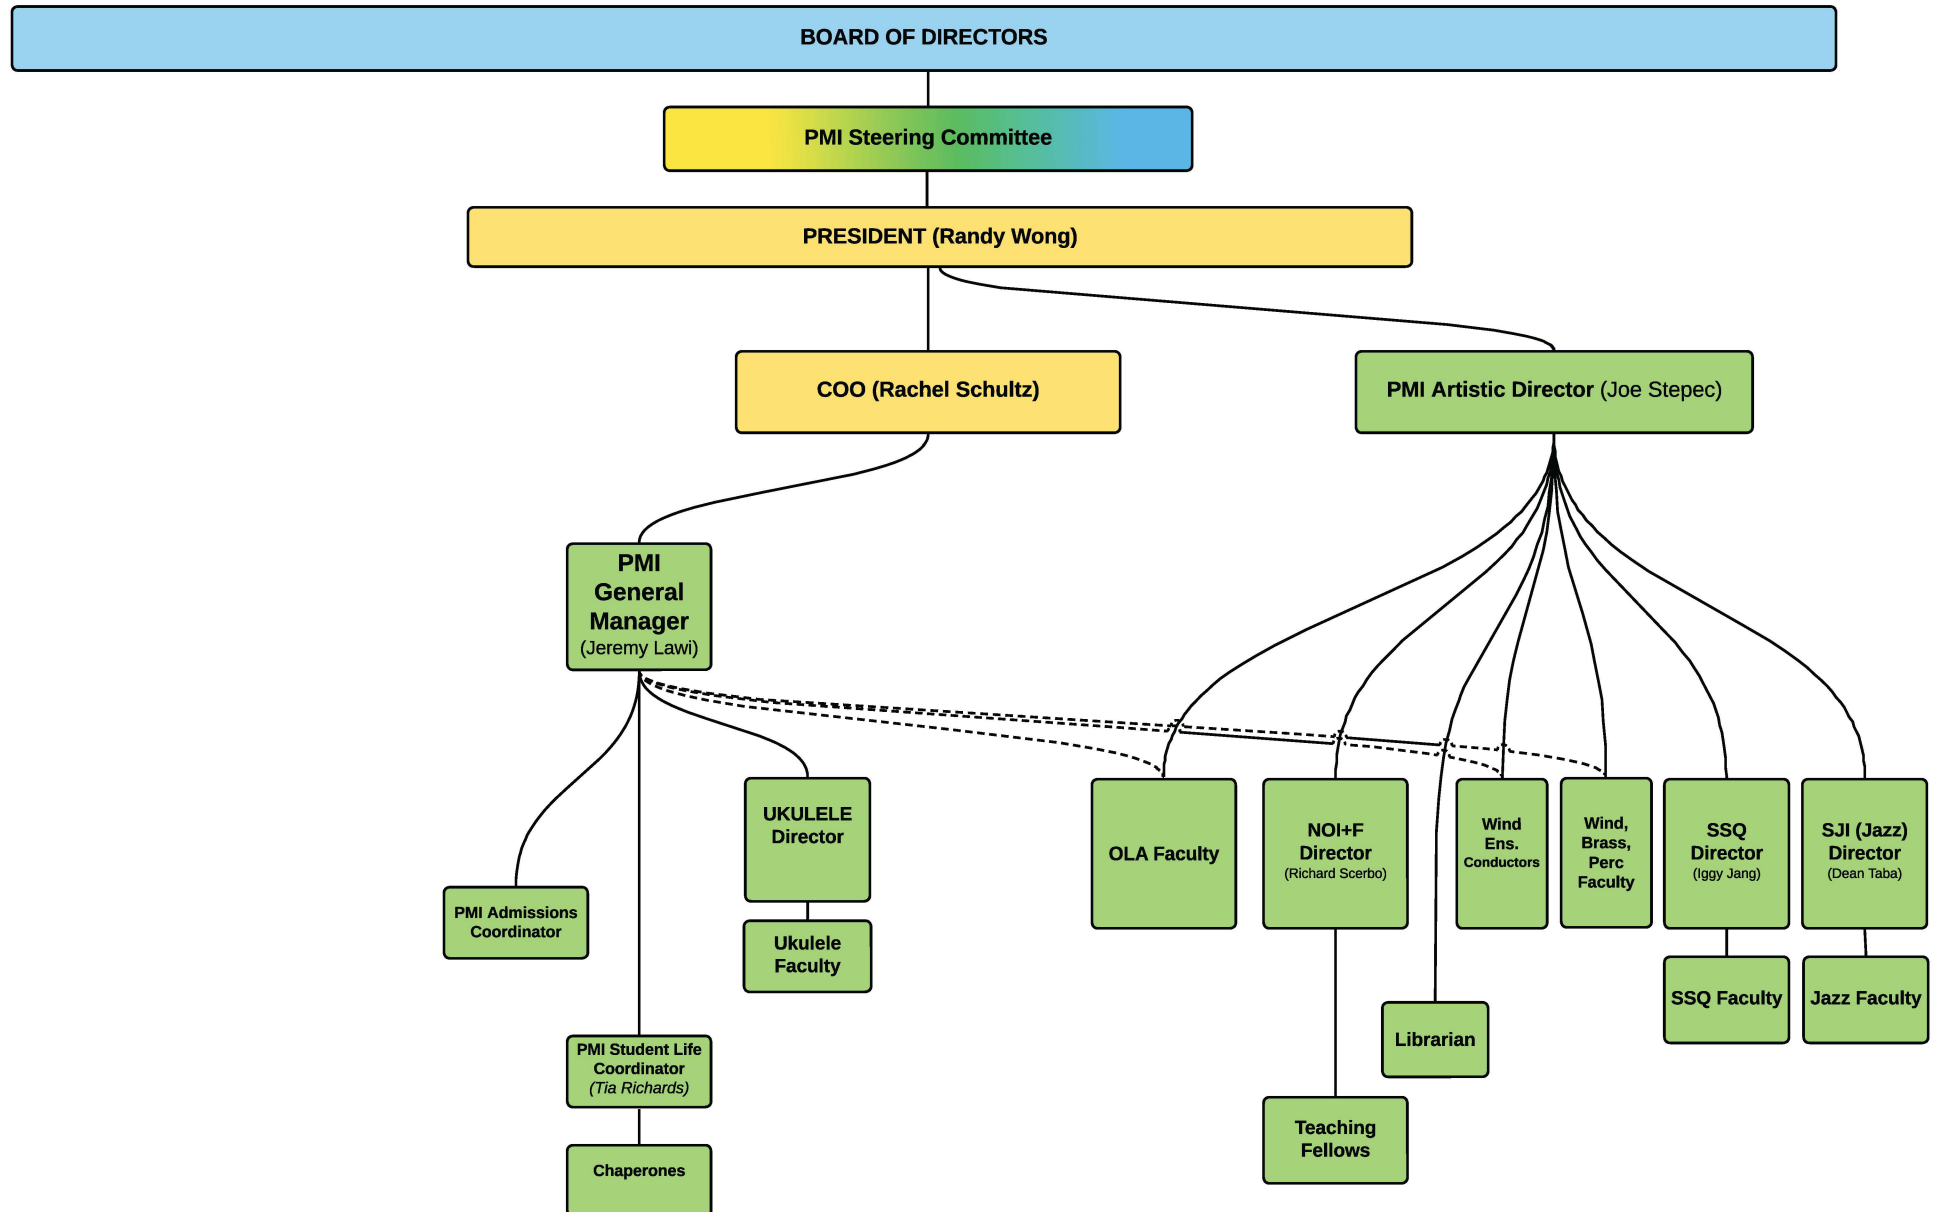 BOARD OF DIRECTORS
PMI Steering Committee
PRESIDENT (Randy Wong)
COO (Rachel Schultz)
PMI Artistic Director (Joe Stepec)
PMI
General
Manager
(Jeremy Lawi)
UKULELE
Director
OLA Faculty
NOI+F
Director
(Richard Scerbo)
Wind
Ens.
Conductors
Wind,
Brass,
Perc
Faculty
SSQ
Director
(Iggy Jang)
SJI (Jazz)
Director
(Dean Taba)
PMI Admissions
Coordinator
Ukulele
Faculty
SSQ Faculty
Jazz Faculty
Librarian
PMI Student Life
Coordinator
(Tia Richards)
Teaching
Fellows
Chaperones